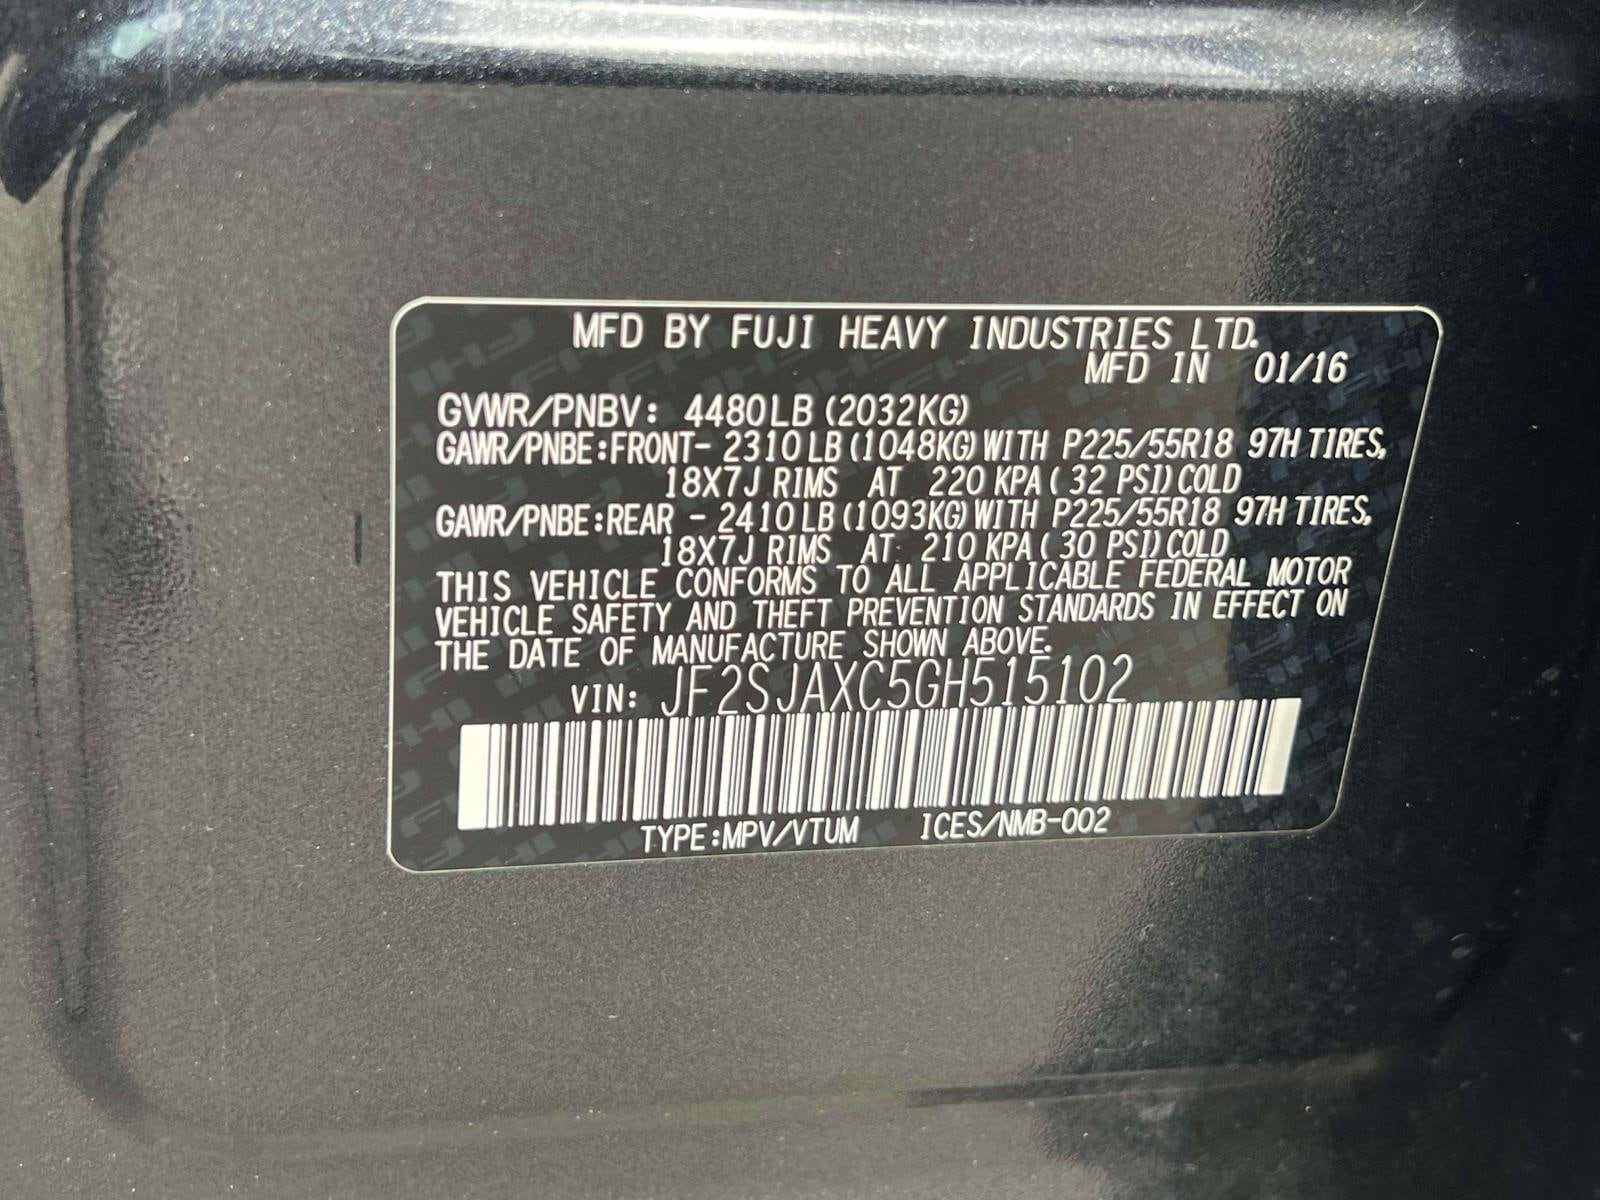 MFD BY FUJI HEAVY INDUSTRIES LTD.
MFD IN 01/16
GVWR/PNBV: 4480LB (2032KG)
GAWR/PNBE:FRONT- 2310LB (1048KG) WITH P225/55R18 97H TIRES,
18X7J RIMS AT 220 KPA ( 32 PSI) COLD
GAWR/PNBE:REAR - 2410LB (1093KG) WITH P225/55R18 97H TIRES,
18X7J RIMS AT 210 KPA ( 30 PSI) COLD
THIS VEHICLE CONFORMS TO ALL APPLICABLE FEDERAL MOTOR
VEHICLE SAFETY AND THEFT PREVENTION STANDARDS IN EFFECT ON
THE DATE OF MANUFACTURE SHOWN ABOVE.
VIN: JF2SJAXC5GH515102
TYPE:MPV/VTUM ICES/NMB-002